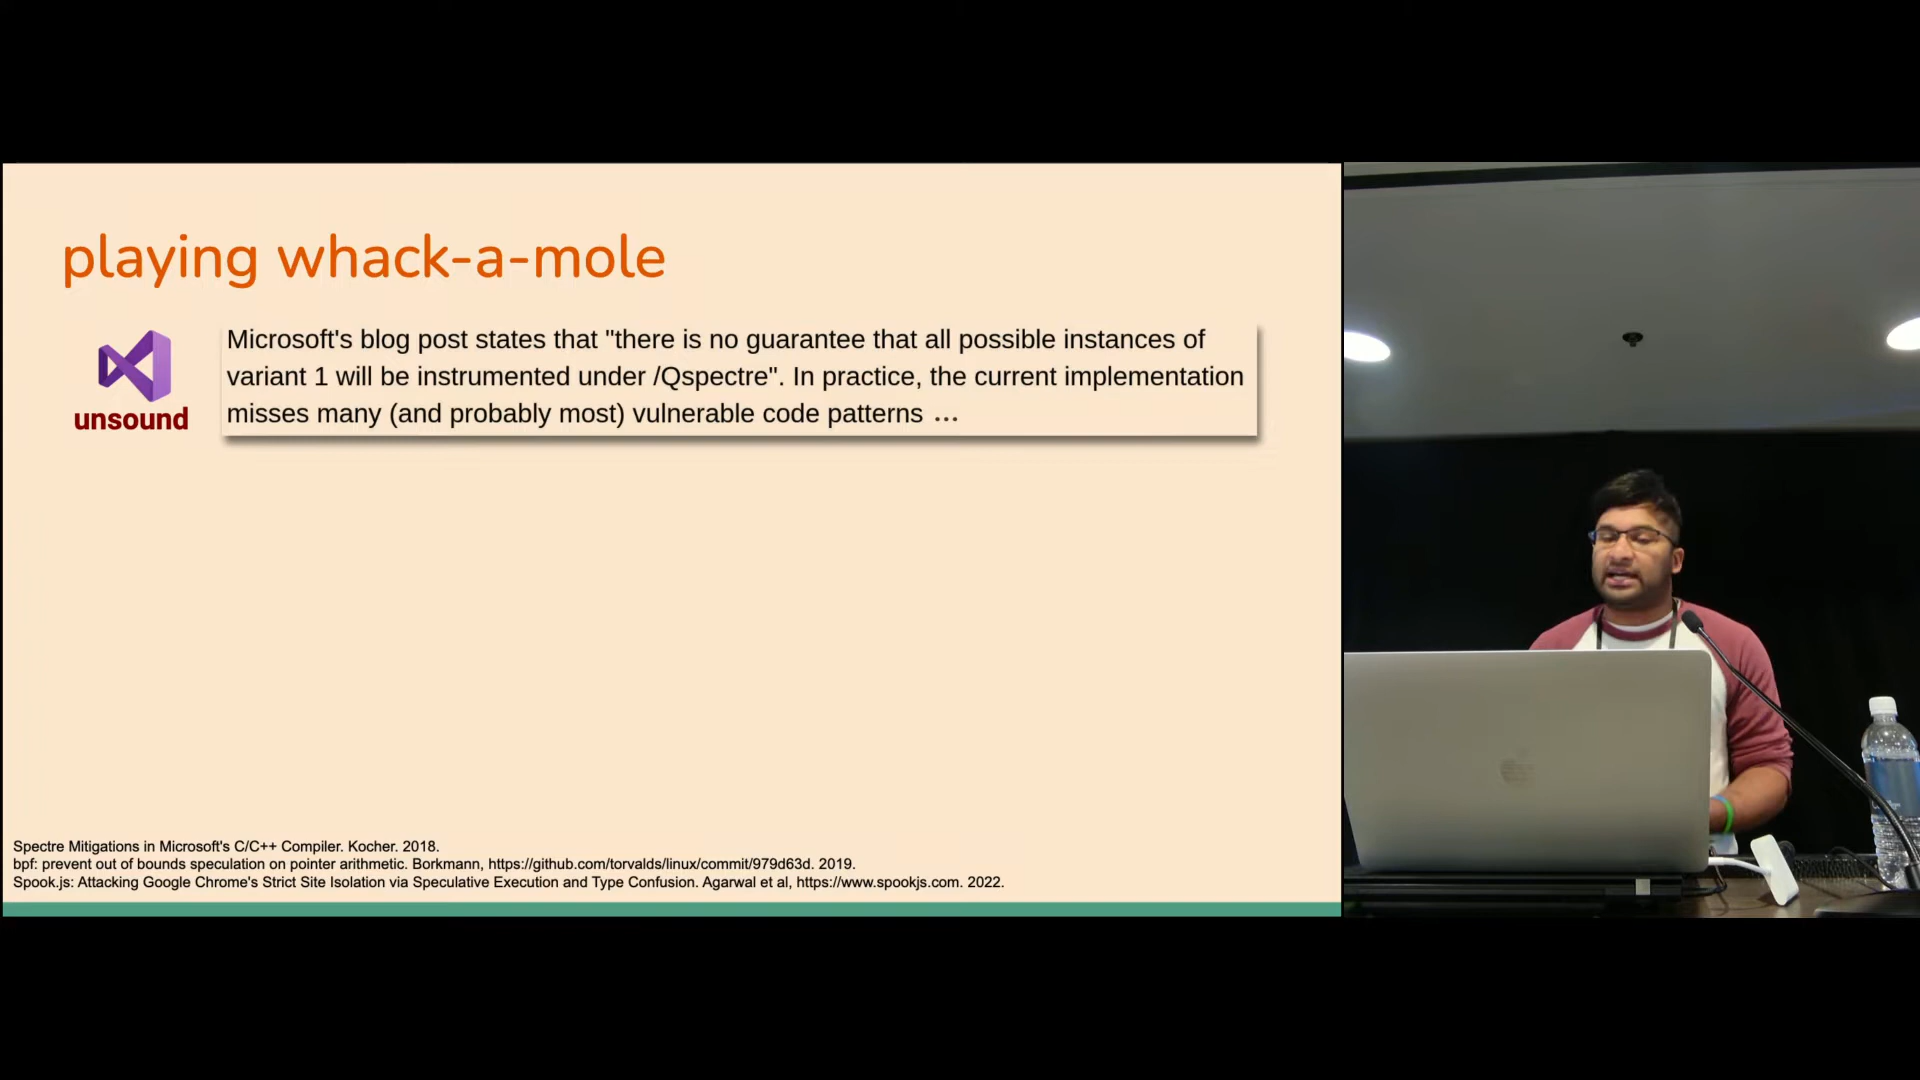 playing whack-a-mole
unsound
Microsoft's blog post states that "there is no guarantee that all possible instances of
variant 1 will be instrumented under /Qspectre". In practice, the current implementation
misses many (and probably most) vulnerable code patterns ...
Spectre Mitigations in Microsoft's C/C++ Compiler. Kocher. 2018.
bpf: prevent out of bounds speculation on pointer arithmetic. Borkmann, https://github.com/torvalds/linux/commit/979d63d. 2019.
Spook.js: Attacking Google Chrome's Strict Site Isolation via Speculative Execution and Type Confusion. Agarwal et al, https://www.spookjs.com. 2022.